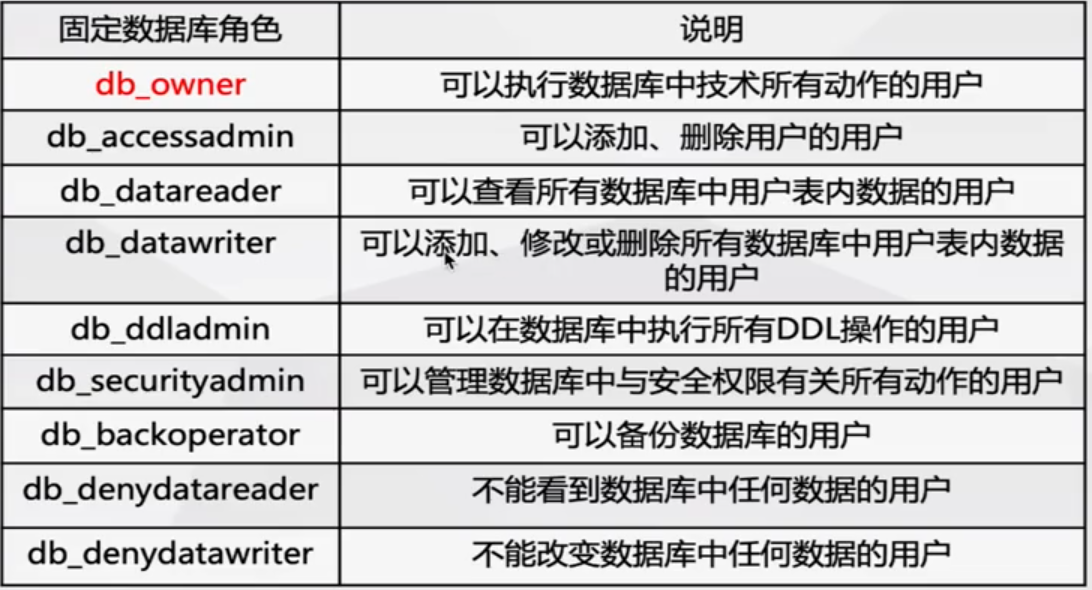 固定数据库角色 说明
db_owner 可以执行数据库中技术所有动作的用户
db_accessadmin 可以添加、删除用户的用户
db_datareader 可以查看所有数据库中用户表内数据的用户
db_datawriter 可以添加、修改或删除所有数据库中用户表内数据
的用户
db_ddladmin 可以在数据库中执行所有DDL操作的用户
db_securityadmin 可以管理数据库中与安全权限有关所有动作的用户
db_backoperator 可以备份数据库的用户
db_denydatareader 不能看到数据库中任何数据的用户
db_denydatawriter 不能改变数据库中任何数据的用户